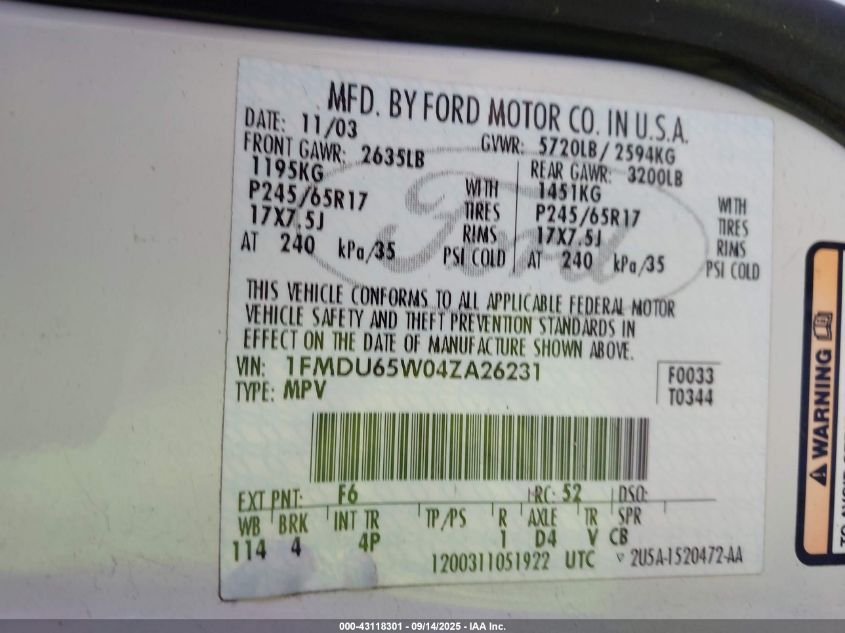 MFD. BY FORD MOTOR CO. IN U.S.A.
DATE: 11/03 GVWR: 5720LB / 2594KG
FRONT GAWR: 2635LB REAR GAWR: 3200LB
1195KG WITH 1451KG WITH
P245/65R17 TIRES P245/65R17 TIRES
17X7.5J RIMS 17X7.5J RIMS
AT 240 kPa/35 PSI COLD AT 240 kPa/35 PSI COLD
Ford
THIS VEHICLE CONFORMS TO ALL APPLICABLE FEDERAL MOTOR
VEHICLE SAFETY AND THEFT PREVENTION STANDARDS IN
EFFECT ON THE DATE OF MANUFACTURE SHOWN ABOVE.
VIN: 1FMDU65W04ZA26231 F0033
TYPE: MPV T0344
EXT PNT: F6 RC: 52 DSO:
WB BRK INT TR TP/PS R AXLE TR SPR
114 4 4P 1 D4 V CB
1200311051922 UTC ▽ 2U5A-1520472-AA
WARNING
000-43118301 - 09/14/2025 - IAA Inc.